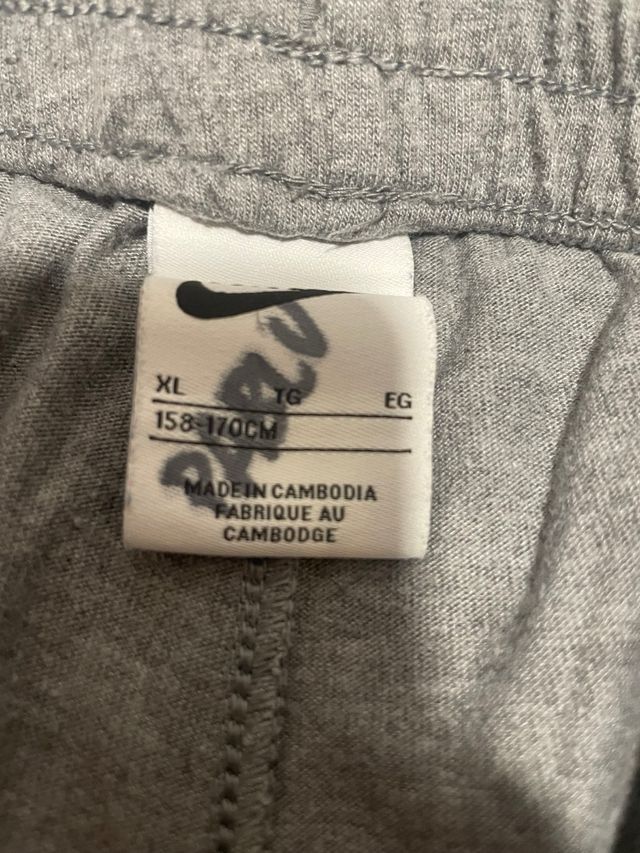 XL TG EG
158-170CM
MADE IN CAMBODIA
FABRIQUE AU
CAMBODGE